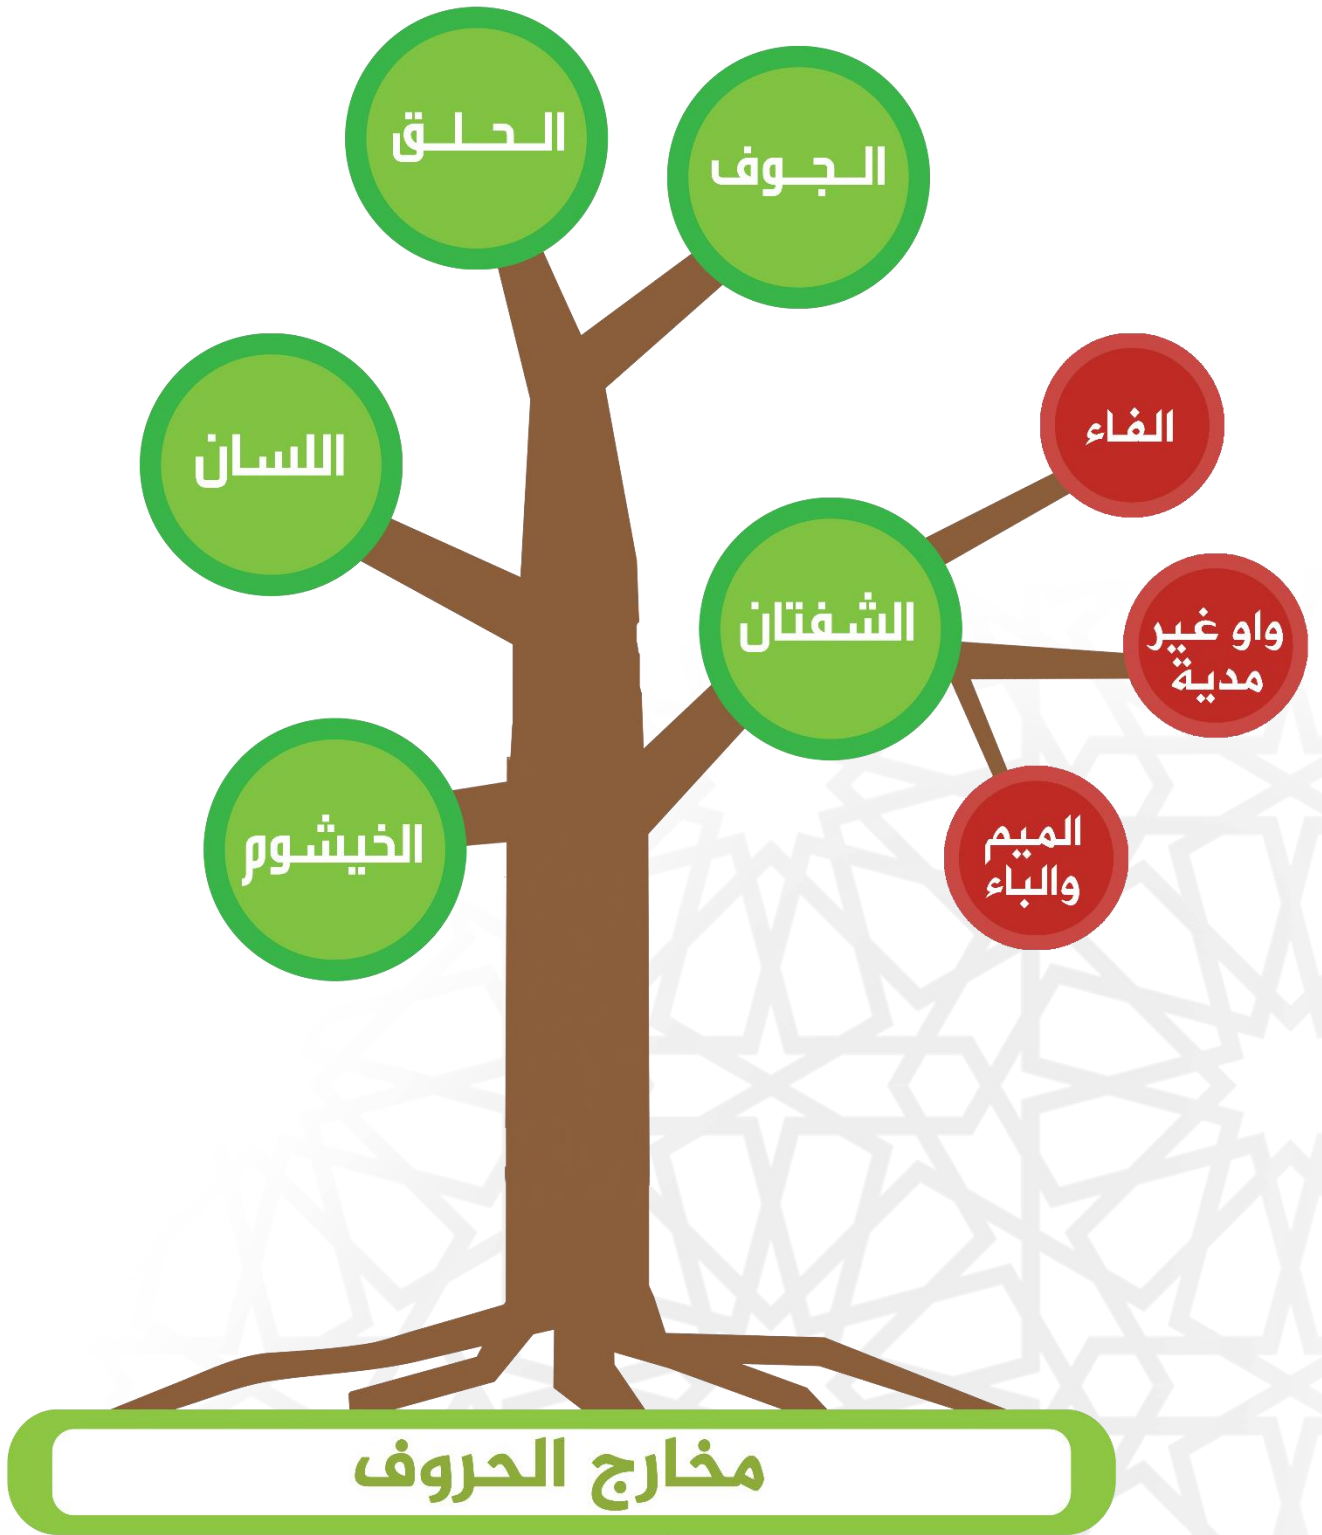 الحلق
الجوف
اللسان
الفاء
الشفتان
واو غير
مدية
الخيشوم
الميم
والباء
مخارج الحروف